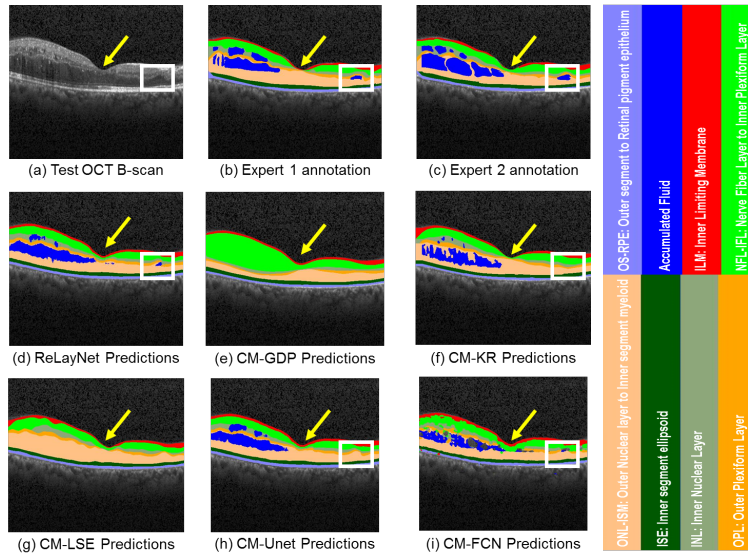 (a) Test OCT B-scan
(b) Expert 1 annotation
(c) Expert 2 annotation
(d) ReLayNet Predictions
(e) CM-GDP Predictions
(f) CM-KR Predictions
(g) CM-LSE Predictions
(h) CM-Unet Predictions
(i) CM-FCN Predictions
OS-RPE: Outer segment to Retinal pigment epithelium
Accumulated Fluid
ILM: Inner Limiting Membrane
NFL-IFL: Nerve Fiber Layer to Inner Plexiform Layer
ONL-ISM: Outer Nuclear layer to Inner segment myeloid
ISE: Inner segment ellipsoid
INL: Inner Nuclear Layer
OPL: Outer Plexiform Layer